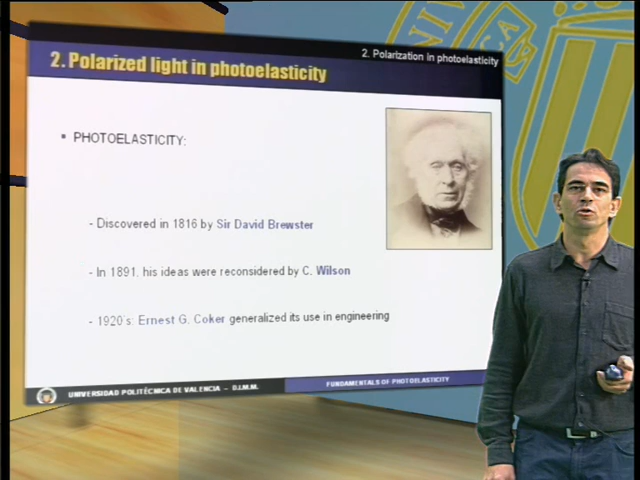 2. Polarization in photoelasticity
2. Polarized light in photoelasticity
▪ PHOTOELASTICITY:
- Discovered in 1816 by Sir David Brewster
- In 1891, his ideas were reconsidered by C. Wilson
- 1920's: Ernest G. Coker generalized its use in engineering
UNIVERSIDAD POLITÉCNICA DE VALENCIA – D.I.M.M.
FUNDAMENTALS OF PHOTOELASTICITY